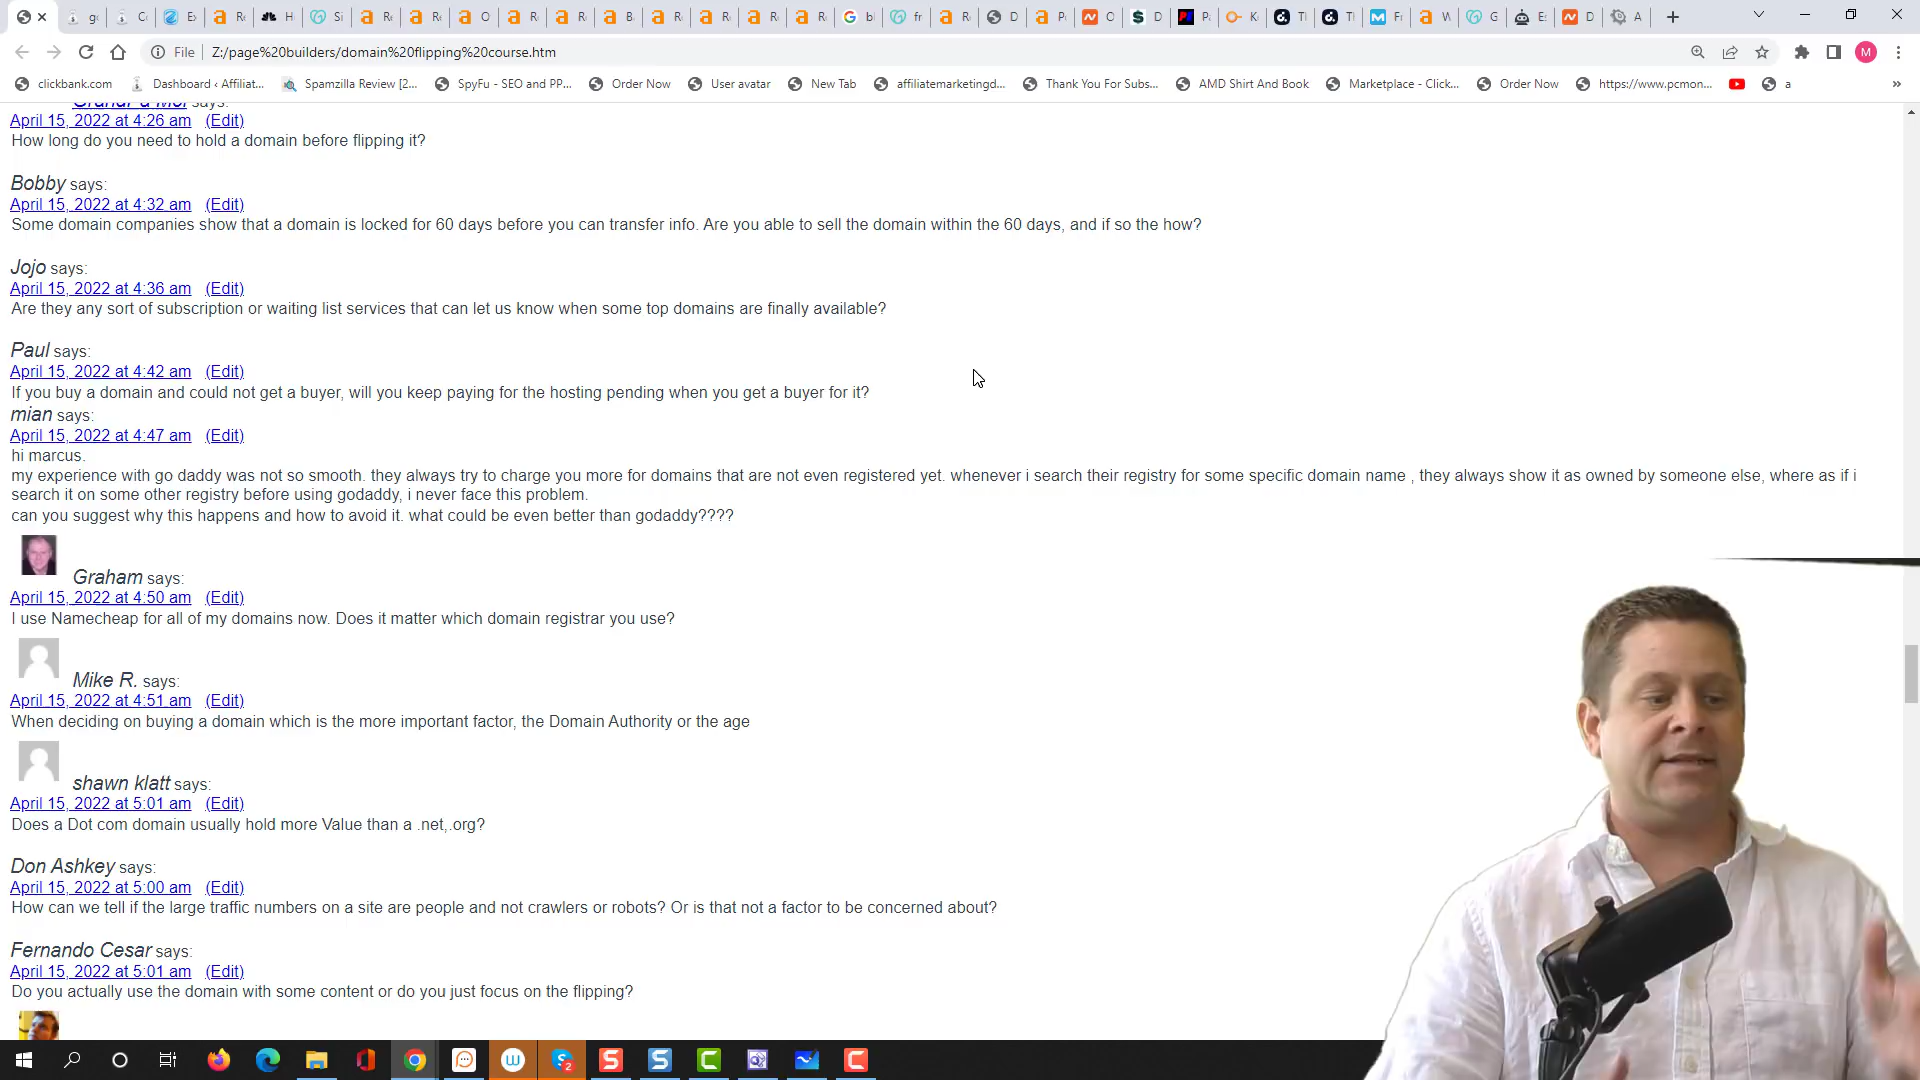 File
Z:/page%20builders/domain%20flipping%20course.htm
M
clickbank.com
Dashboard ‹ Affiliat...
Spamzilla Review [2...
SpyFu - SEO and PP...
Order Now
User avatar
New Tab
affiliatemarketingd...
Thank You For Subs...
AMD Shirt And Book
Marketplace - Click...
Order Now
https://www.pcmon...
a
»
says:
April 15, 2022 at 4:26 am (Edit)
How long do you need to hold a domain before flipping it?
Bobby says:
April 15, 2022 at 4:32 am (Edit)
Some domain companies show that a domain is locked for 60 days before you can transfer info. Are you able to sell the domain within the 60 days, and if so the how?
Jojo says:
April 15, 2022 at 4:36 am (Edit)
Are they any sort of subscription or waiting list services that can let us know when some top domains are finally available?
Paul says:
April 15, 2022 at 4:42 am (Edit)
If you buy a domain and could not get a buyer, will you keep paying for the hosting pending when you get a buyer for it?
mian says:
April 15, 2022 at 4:47 am (Edit)
hi marcus.
my experience with go daddy was not so smooth. they always try to charge you more for domains that are not even registered yet. whenever i search their registry for some specific domain name , they always show it as owned by someone else, where as if i
search it on some other registry before using godaddy, i never face this problem.
can you suggest why this happens and how to avoid it. what could be even better than godaddy????
Graham says:
April 15, 2022 at 4:50 am (Edit)
I use Namecheap for all of my domains now. Does it matter which domain registrar you use?
Mike R. says:
April 15, 2022 at 4:51 am (Edit)
When deciding on buying a domain which is the more important factor, the Domain Authority or the age
shawn klatt says:
April 15, 2022 at 5:01 am (Edit)
Does a Dot com domain usually hold more Value than a .net,.org?
Don Ashkey says:
April 15, 2022 at 5:00 am (Edit)
How can we tell if the large traffic numbers on a site are people and not crawlers or robots? Or is that not a factor to be concerned about?
Fernando Cesar says:
April 15, 2022 at 5:01 am (Edit)
Do you actually use the domain with some content or do you just focus on the flipping?